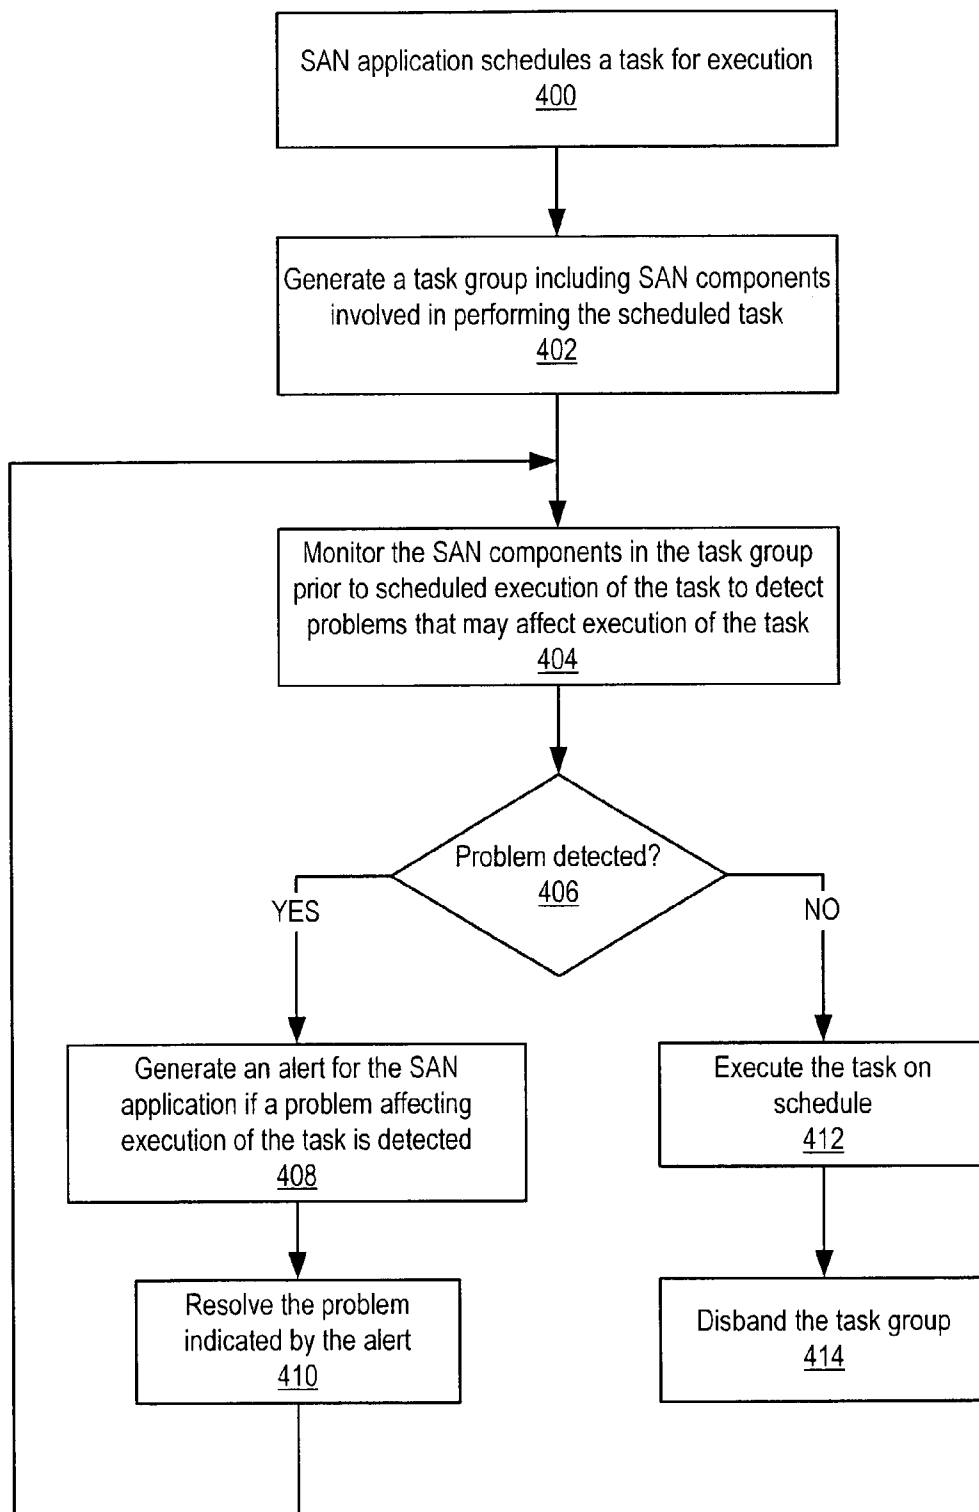 SAN application schedules a task for execution
400
Generate a task group including SAN components
involved in performing the scheduled task
402
Monitor the SAN components in the task group
prior to scheduled execution of the task to detect
problems that may affect execution of the task
404
Problem detected?
406
YES
NO
Generate an alert for the SAN
application if a problem affecting
execution of the task is detected
408
Execute the task on
schedule
412
Resolve the problem
indicated by the alert
410
Disband the task group
414